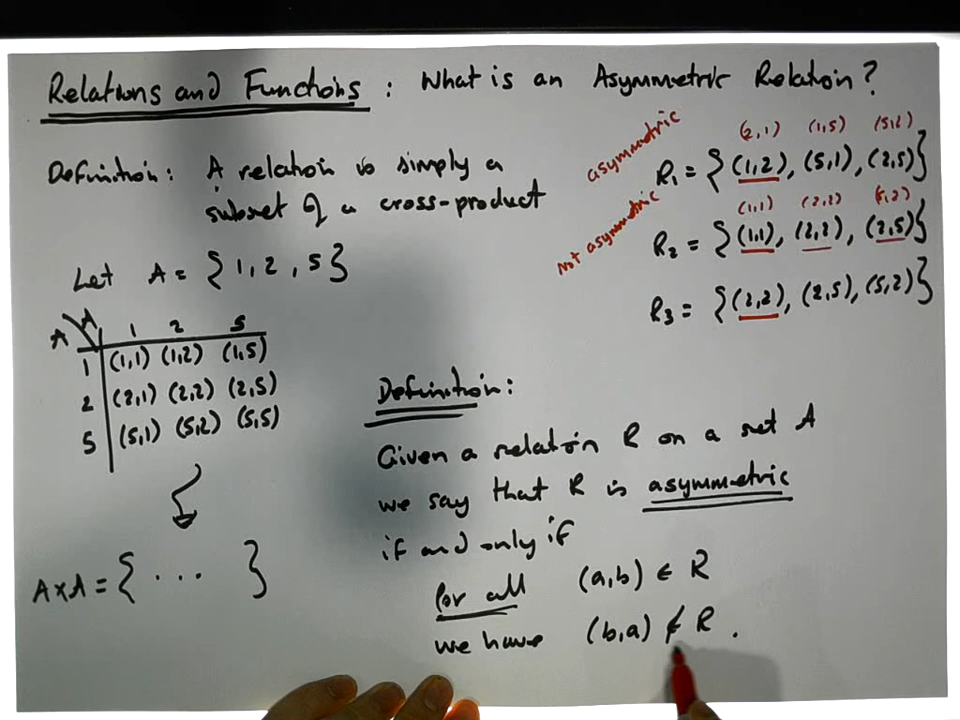 Relations and Functions : What is an Asymmetric Relation?
Definition: A relation is simply a
subset of a cross-product
Let A = {1, 2, 5}
A A 1 2 5
1 (1,1) (1,2) (1,5)
2 (2,1) (2,2) (2,5)
5 (5,1) (5,2) (5,5)
A×A = { ... }
asymmetric
(2,1) (1,5) (5,2)
R₁ = {(1,2), (5,1), (2,5)}
Not asymmetric
(1,1) (2,2) (5,2)
R₂ = {(1,1), (2,2), (2,5)}
R₃ = {(2,2), (2,5), (5,2)}
Definition:
Given a relation R on a set A
we say that R is asymmetric
if and only if
for all (a,b) ∈ R
we have (b,a) ∉ R .